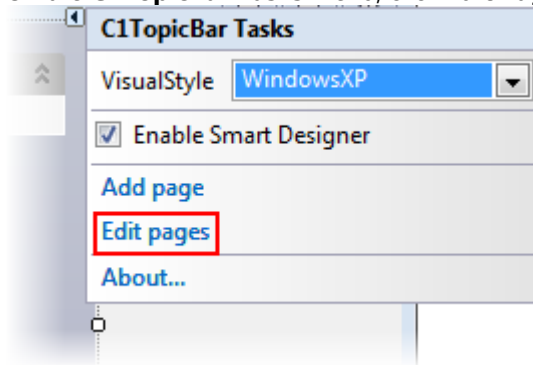 C1TopicBar Tasks
VisualStyle WindowsXP
Enable Smart Designer
Add page
Edit pages
About...